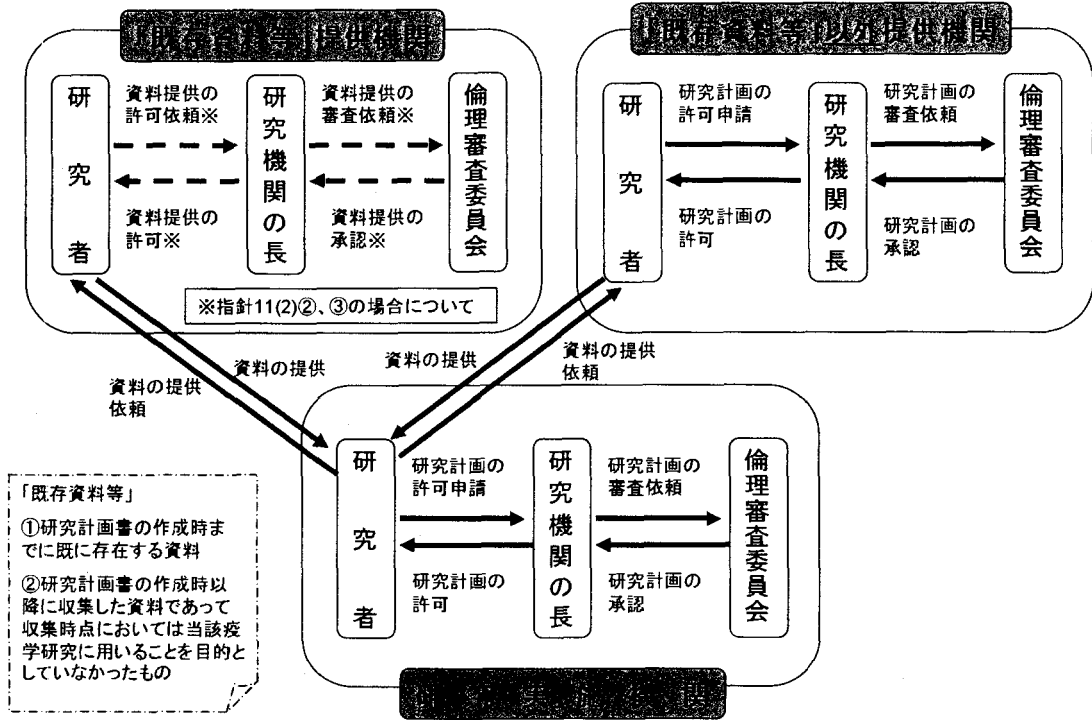 「既存資料等」提供機関
研究者
資料提供の
許可依頼※
資料提供の
許可※
研究機関の長
資料提供の
審査依頼※
資料提供の
承認※
倫理審査委員会
※指針11(2)②、③の場合について
「既存資料等」以外提供機関
研究者
研究計画の
許可申請
研究計画の
許可
研究機関の長
研究計画の
審査依頼
研究計画の
承認
倫理審査委員会
資料の提供
資料の提供
依頼
資料の提供
資料の提供
依頼
研究者
研究計画の
許可申請
研究計画の
許可
研究機関の長
研究計画の
審査依頼
研究計画の
承認
倫理審査委員会
「既存資料等」
①研究計画書の作成時ま
でに既に存在する資料
②研究計画書の作成時以
降に収集した資料であって
収集時点においては当該疫
学研究に用いることを目的と
していなかったもの